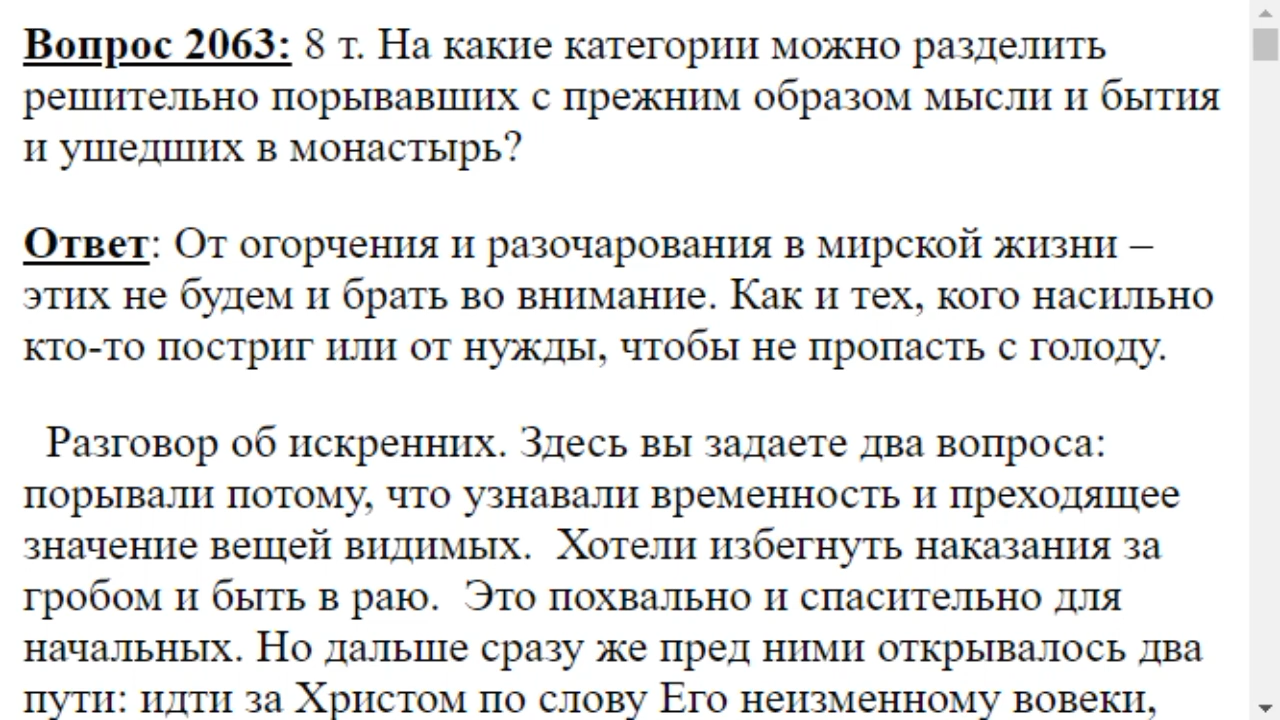 Вопрос 2063: 8 т. На какие категории можно разделить
решительно порывавших с прежним образом мысли и бытия
и ушедших в монастырь?
Ответ: От огорчения и разочарования в мирской жизни –
этих не будем и брать во внимание. Как и тех, кого насильно
кто-то постриг или от нужды, чтобы не пропасть с голоду.
Разговор об искренних. Здесь вы задаете два вопроса:
порывали потому, что узнавали временность и преходящее
значение вещей видимых.  Хотели избегнуть наказания за
гробом и быть в раю.  Это похвально и спасительно для
начальных. Но дальше сразу же пред ними открывалось два
пути: идти за Христом по слову Его неизменному вовеки,